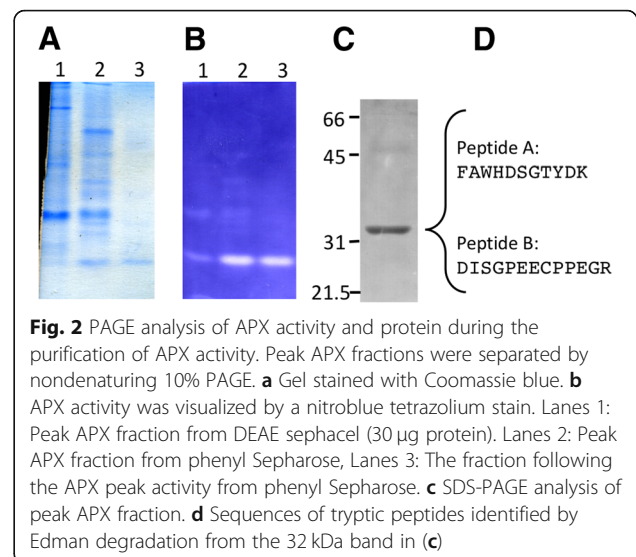 A B C D
1 2 3 1 2 3
66
45
31
21.5
Peptide A:
FAWHDSGTYDK
Peptide B:
DISGPEECPPEGR
Fig. 2 PAGE analysis of APX activity and protein during the
purification of APX activity. Peak APX fractions were separated by
nondenaturing 10% PAGE. a Gel stained with Coomassie blue. b
APX activity was visualized by a nitroblue tetrazolium stain. Lanes 1:
Peak APX fraction from DEAE sephacel (30 μg protein). Lanes 2: Peak
APX fraction from phenyl Sepharose, Lanes 3: The fraction following
the APX peak activity from phenyl Sepharose. c SDS-PAGE analysis of
peak APX fraction. d Sequences of tryptic peptides identified by
Edman degradation from the 32 kDa band in (c)